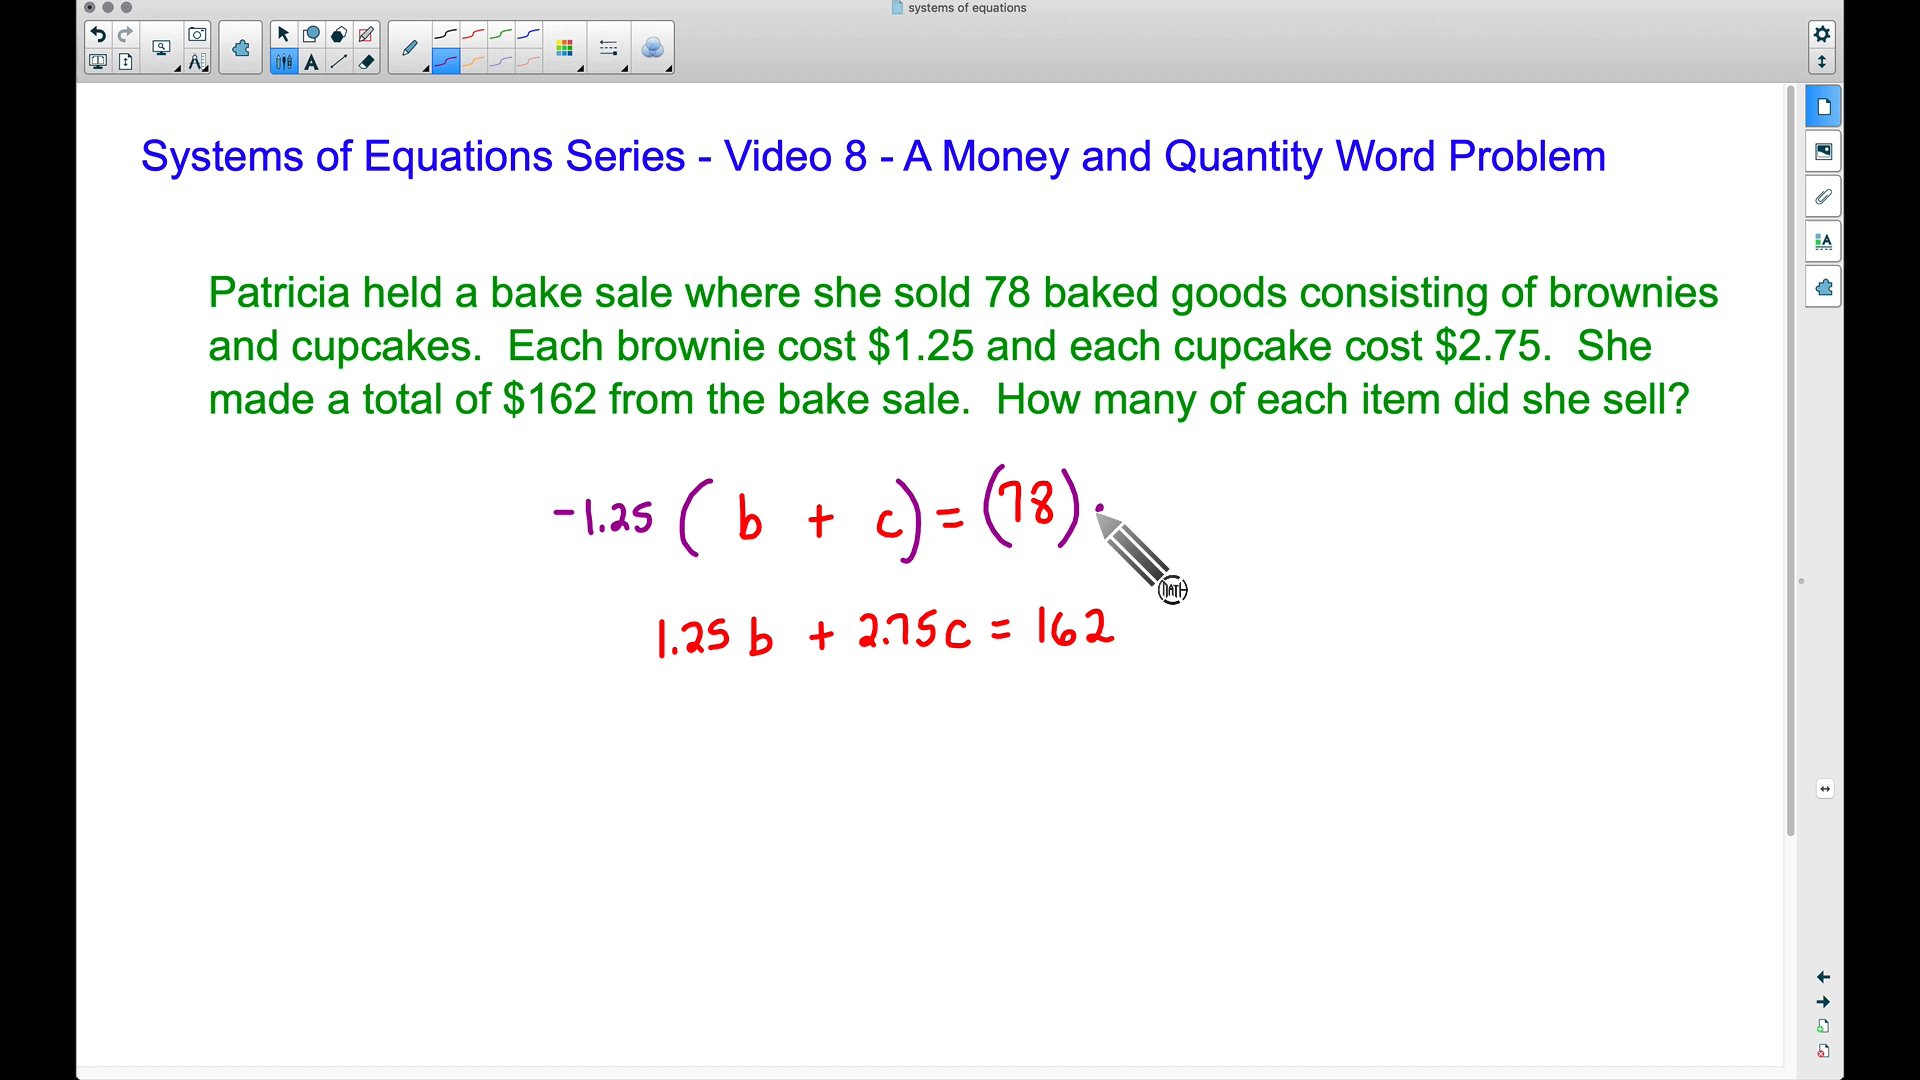 systems of equations
Systems of Equations Series - Video 8 - A Money and Quantity Word Problem
Patricia held a bake sale where she sold 78 baked goods consisting of brownies
and cupcakes.  Each brownie cost $1.25 and each cupcake cost $2.75.  She
made a total of $162 from the bake sale.  How many of each item did she sell?
-1.25 ( b + c) = (78) ·
MATH
1.25 b + 2.75c = 162